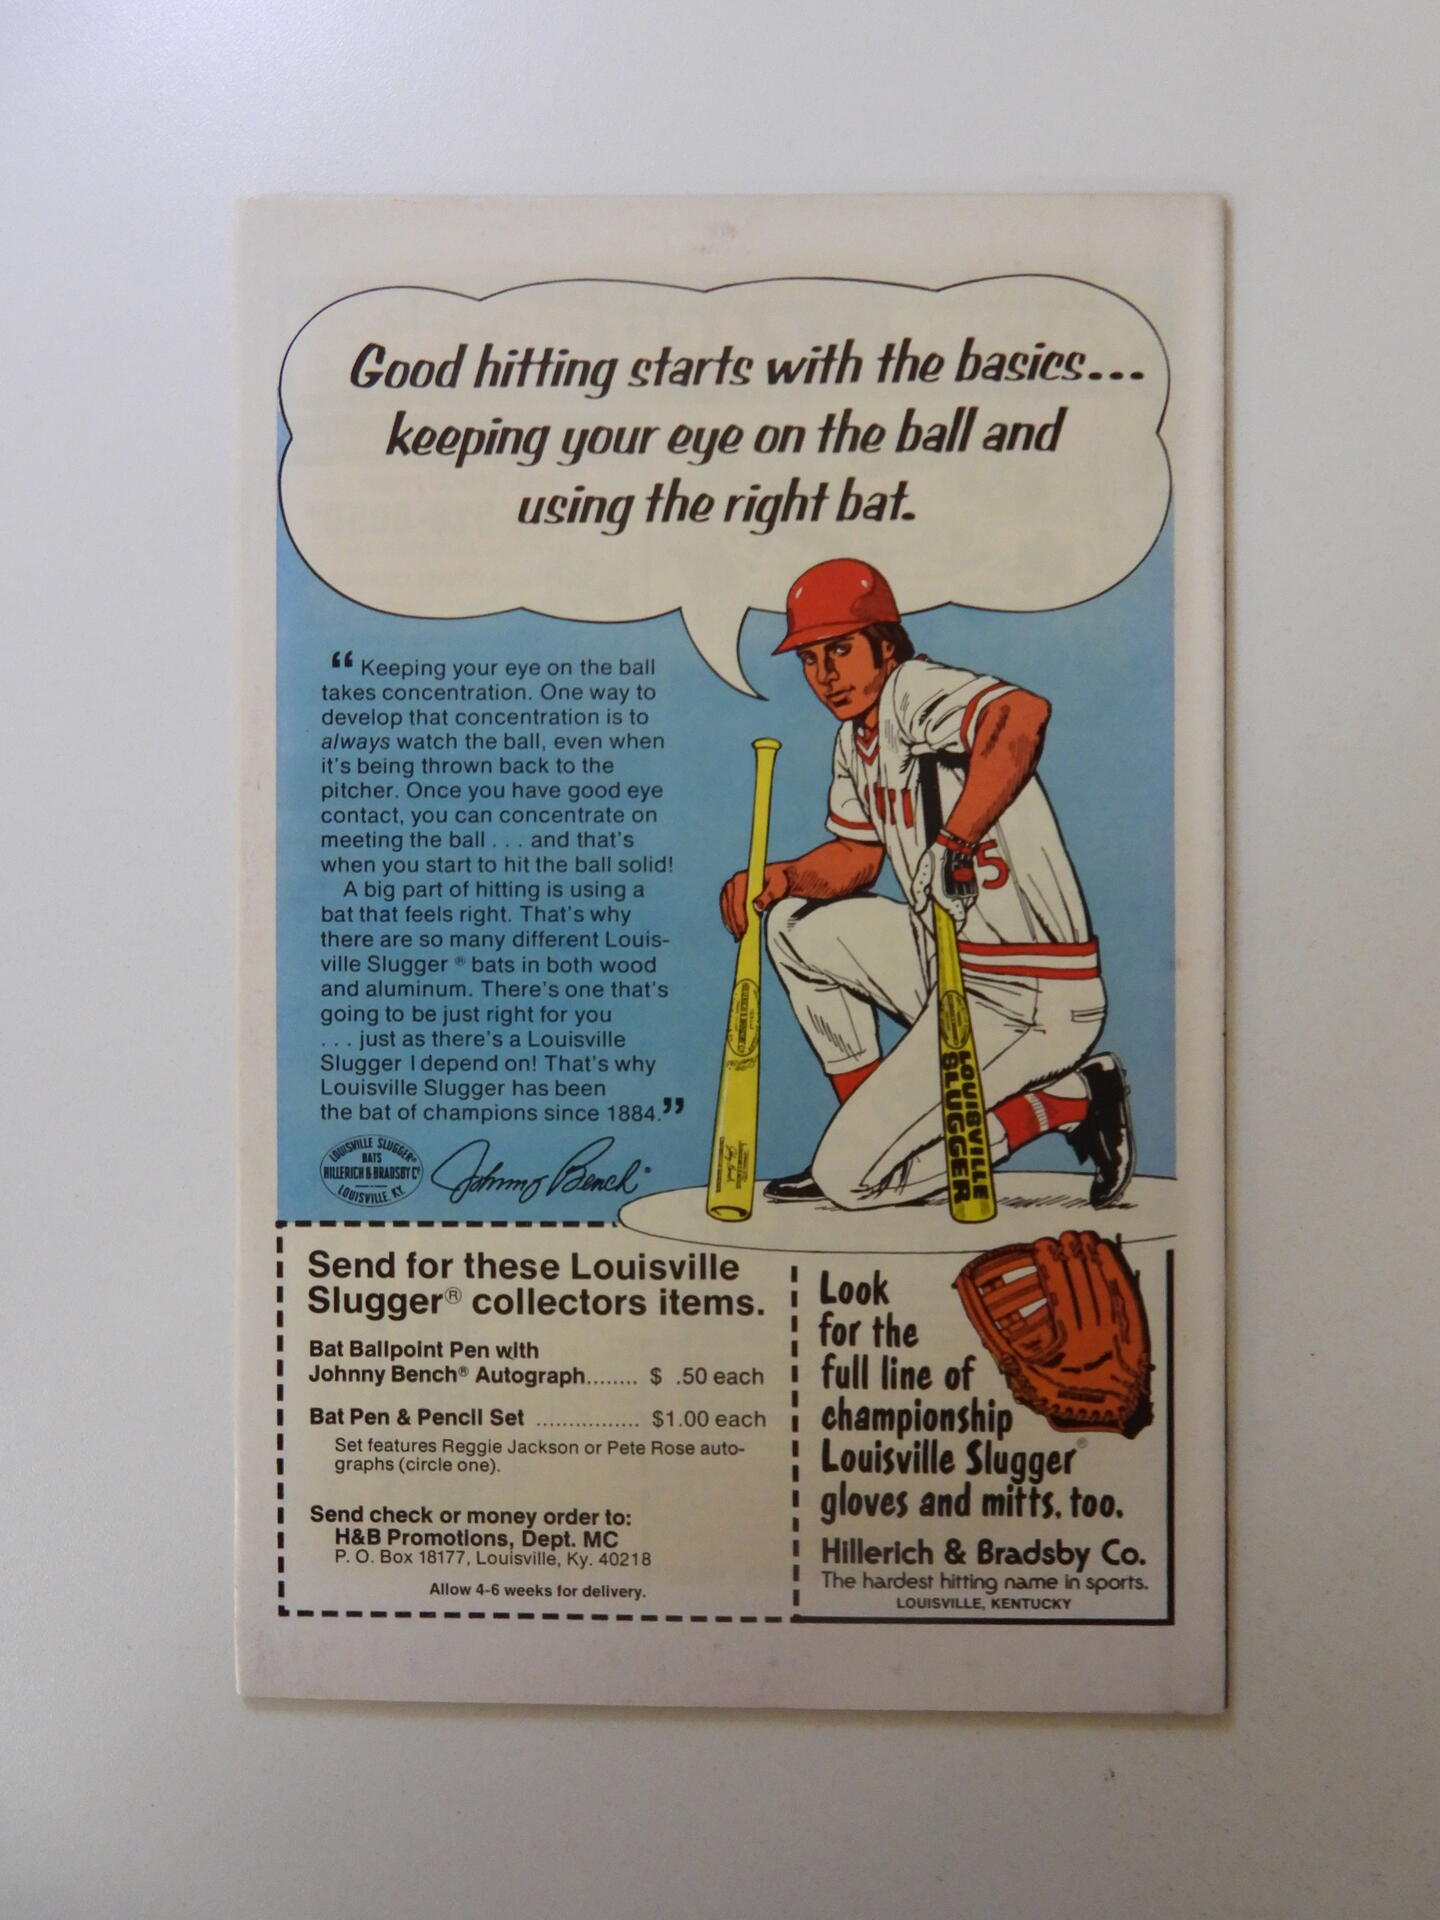 Good hitting starts with the basics...
keeping your eye on the ball and
using the right bat.
“ Keeping your eye on the ball
takes concentration. One way to
develop that concentration is to
always watch the ball, even when
it's being thrown back to the
pitcher. Once you have good eye
contact, you can concentrate on
meeting the ball . . . and that's
when you start to hit the ball solid!
A big part of hitting is using a
bat that feels right. That's why
there are so many different Louis-
ville Slugger ® bats in both wood
and aluminum. There's one that's
going to be just right for you
. . . just as there's a Louisville
Slugger I depend on! That's why
Louisville Slugger has been
the bat of champions since 1884.”
LOUISVILLE SLUGGER®
BATS
HILLERICH & BRADSBY Co
LOUISVILLE, KY.
Johnny Bench
5
LOUISVILLE
SLUGGER
Send for these Louisville
Slugger® collectors items.
Bat Ballpoint Pen with
Johnny Bench® Autograph........ $ .50 each
Bat Pen & Pencil Set ................ $1.00 each
Set features Reggie Jackson or Pete Rose auto-
graphs (circle one).
Send check or money order to:
H&B Promotions, Dept. MC
P. O. Box 18177, Louisville, Ky. 40218
Allow 4-6 weeks for delivery.
Look
for the
full line of
championship
Louisville Slugger®
gloves and mitts, too.
Hillerich & Bradsby Co.
The hardest hitting name in sports.
LOUISVILLE, KENTUCKY